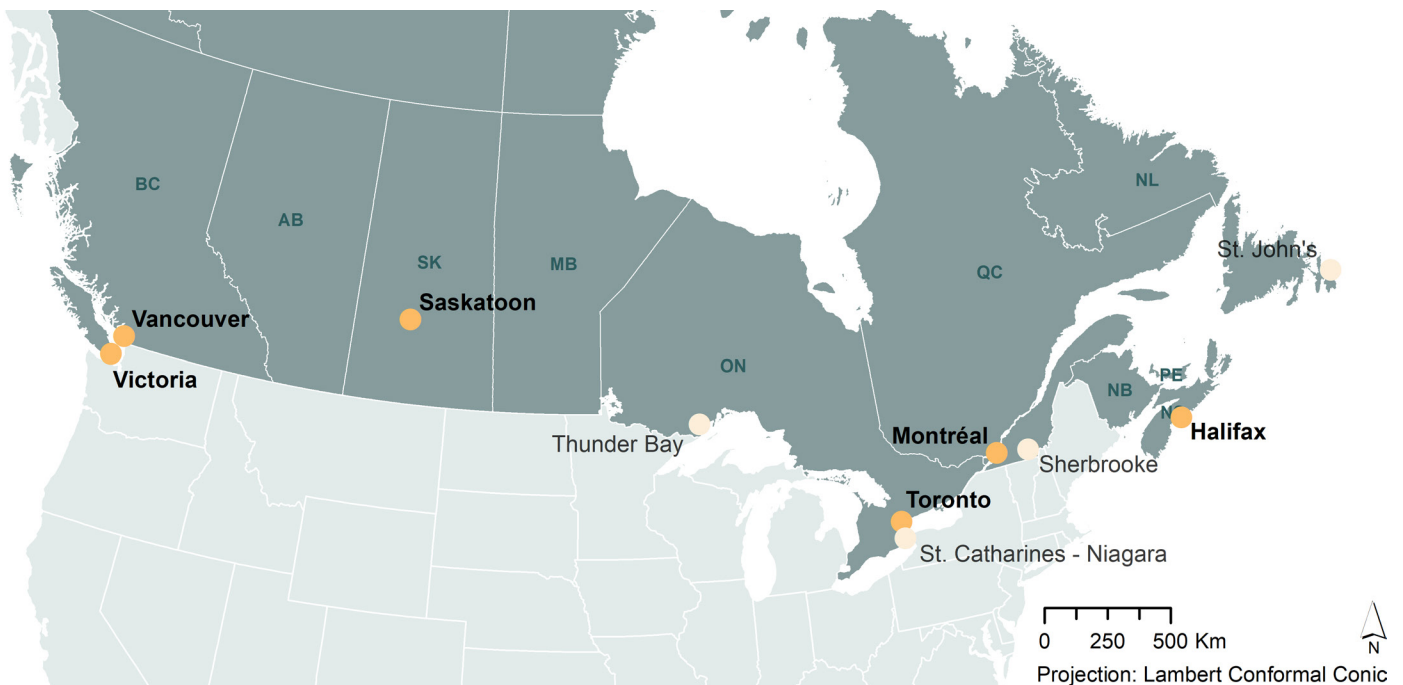 BC
AB
SK
MB
ON
QC
NL
NB
PE
Vancouver
Victoria
Saskatoon
Thunder Bay
Montréal
Sherbrooke
Toronto
St. Catharines - Niagara
Halifax
St. John's
0 250 500 Km
N
Projection: Lambert Conformal Conic